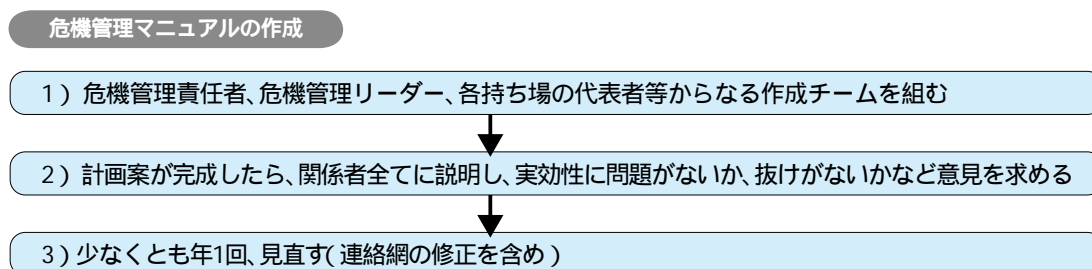 危機管理マニュアルの作成
1）危機管理責任者、危機管理リーダー、各持ち場の代表者等からなる作成チームを組む
2）計画案が完成したら、関係者全てに説明し、実効性に問題がないか、抜けがないかなど意見を求める
3）少なくとも年1回、見直す（連絡網の修正を含め）